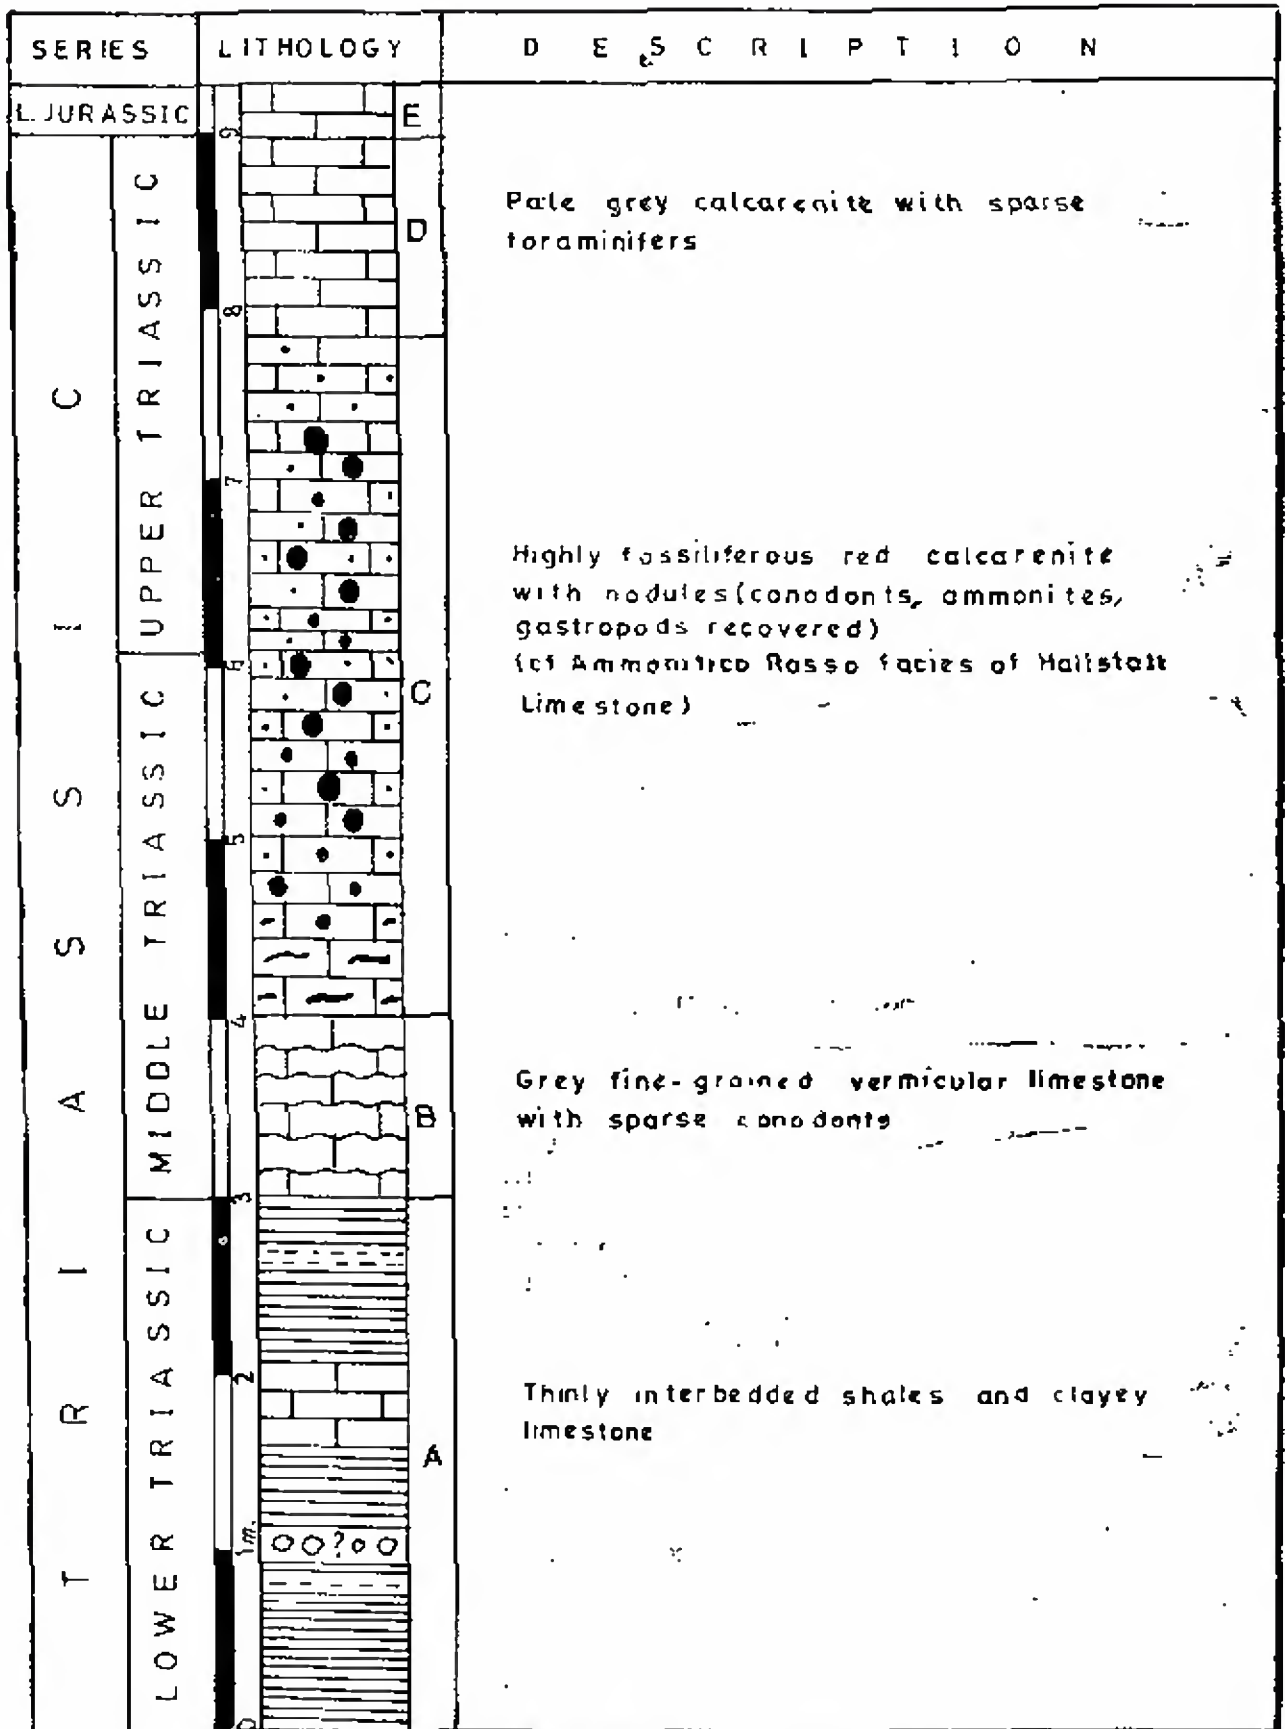 SERIES
LITHOLOGY
DESCRIPTION
L. JURASSIC
TRIASSIC
UPPER TRIASSIC
MIDDLE TRIASSIC
LOWER TRIASSIC
9
8
7
6
5
4
3
2
1m.
0
E
D
C
B
A
?
Pale grey calcarenite with sparse
foraminifers
Highly fossiliferous red calcarenite
with nodules(conodonts, ammonites,
gastropods recovered)
(cf Ammonitico Rosso facies of Hallstatt
Limestone)
Grey fine-grained vermicular limestone
with sparse conodonts
Thinly interbedded shales and clayey
limestone